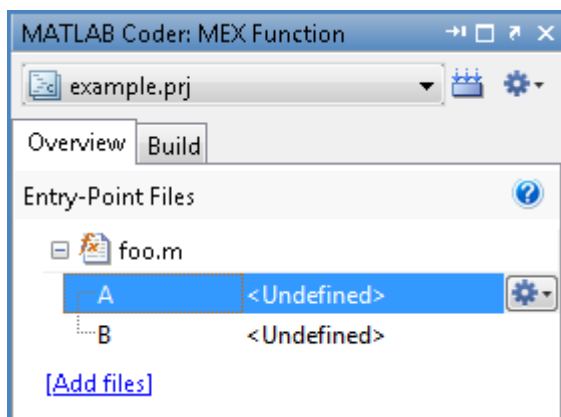 MATLAB Coder: MEX Function
example.prj
Overview Build
Entry-Point Files
foo.m
A <Undefined>
B <Undefined>
[Add files]